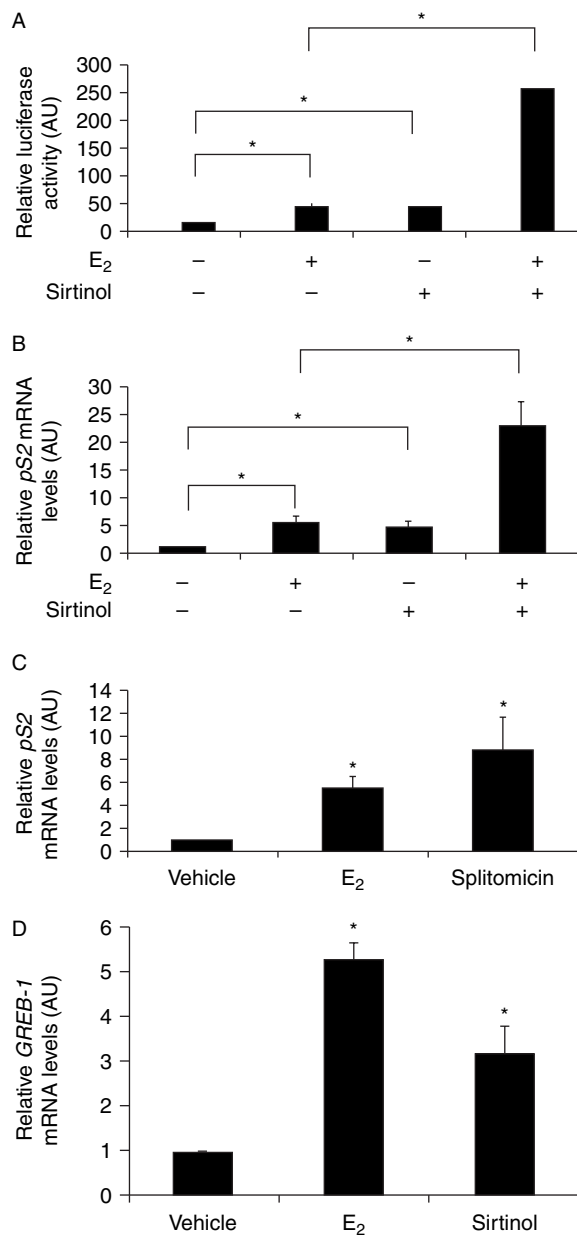 A
*
*
*
Relative luciferase
activity (AU)
300
250
200
150
100
50
0
E2 – + – +
Sirtinol – – + +
B
*
*
*
Relative pS2 mRNA
levels (AU)
30
25
20
15
10
5
0
E2 – + – +
Sirtinol – – + +
C
Relative pS2
mRNA levels (AU)
14
12
10
8
6
4
2
0
*
*
Vehicle E2 Splitomicin
D
Relative GREB-1
mRNA levels (AU)
6
5
4
3
2
1
0
*
*
Vehicle E2 Sirtinol